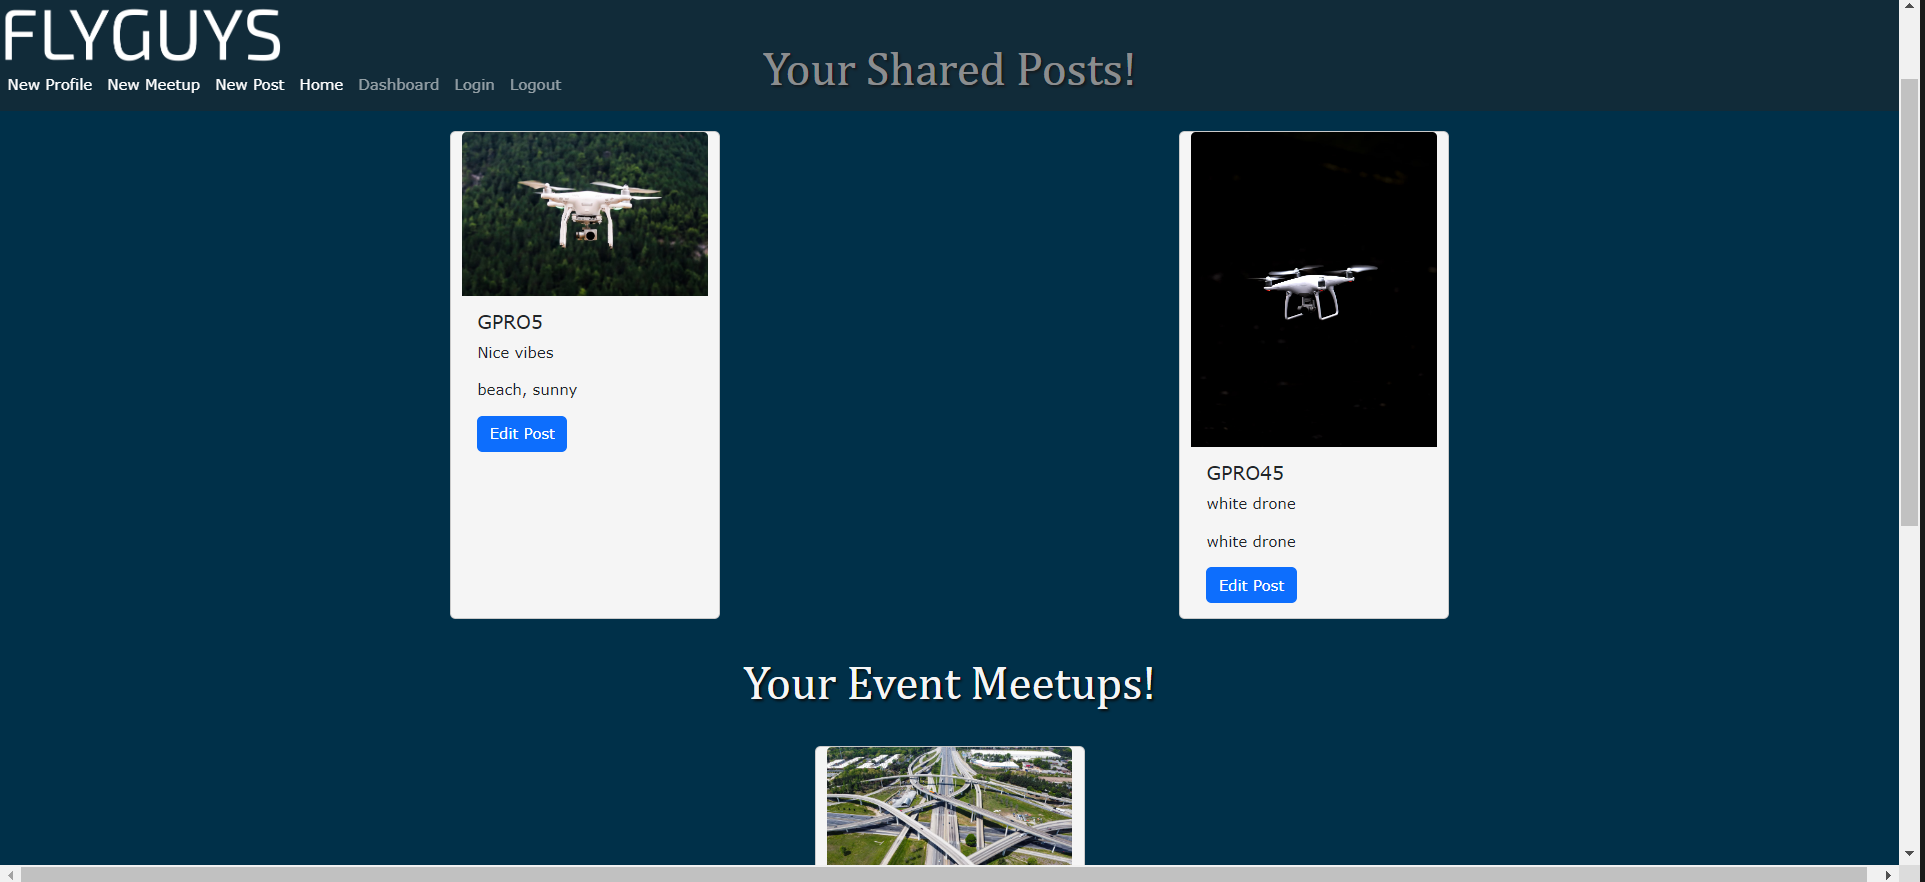 FLYGUYS
New Profile New Meetup New Post Home Dashboard Login Logout
Your Shared Posts!
GPRO5
Nice vibes
beach, sunny
Edit Post
GPRO45
white drone
white drone
Edit Post
Your Event Meetups!